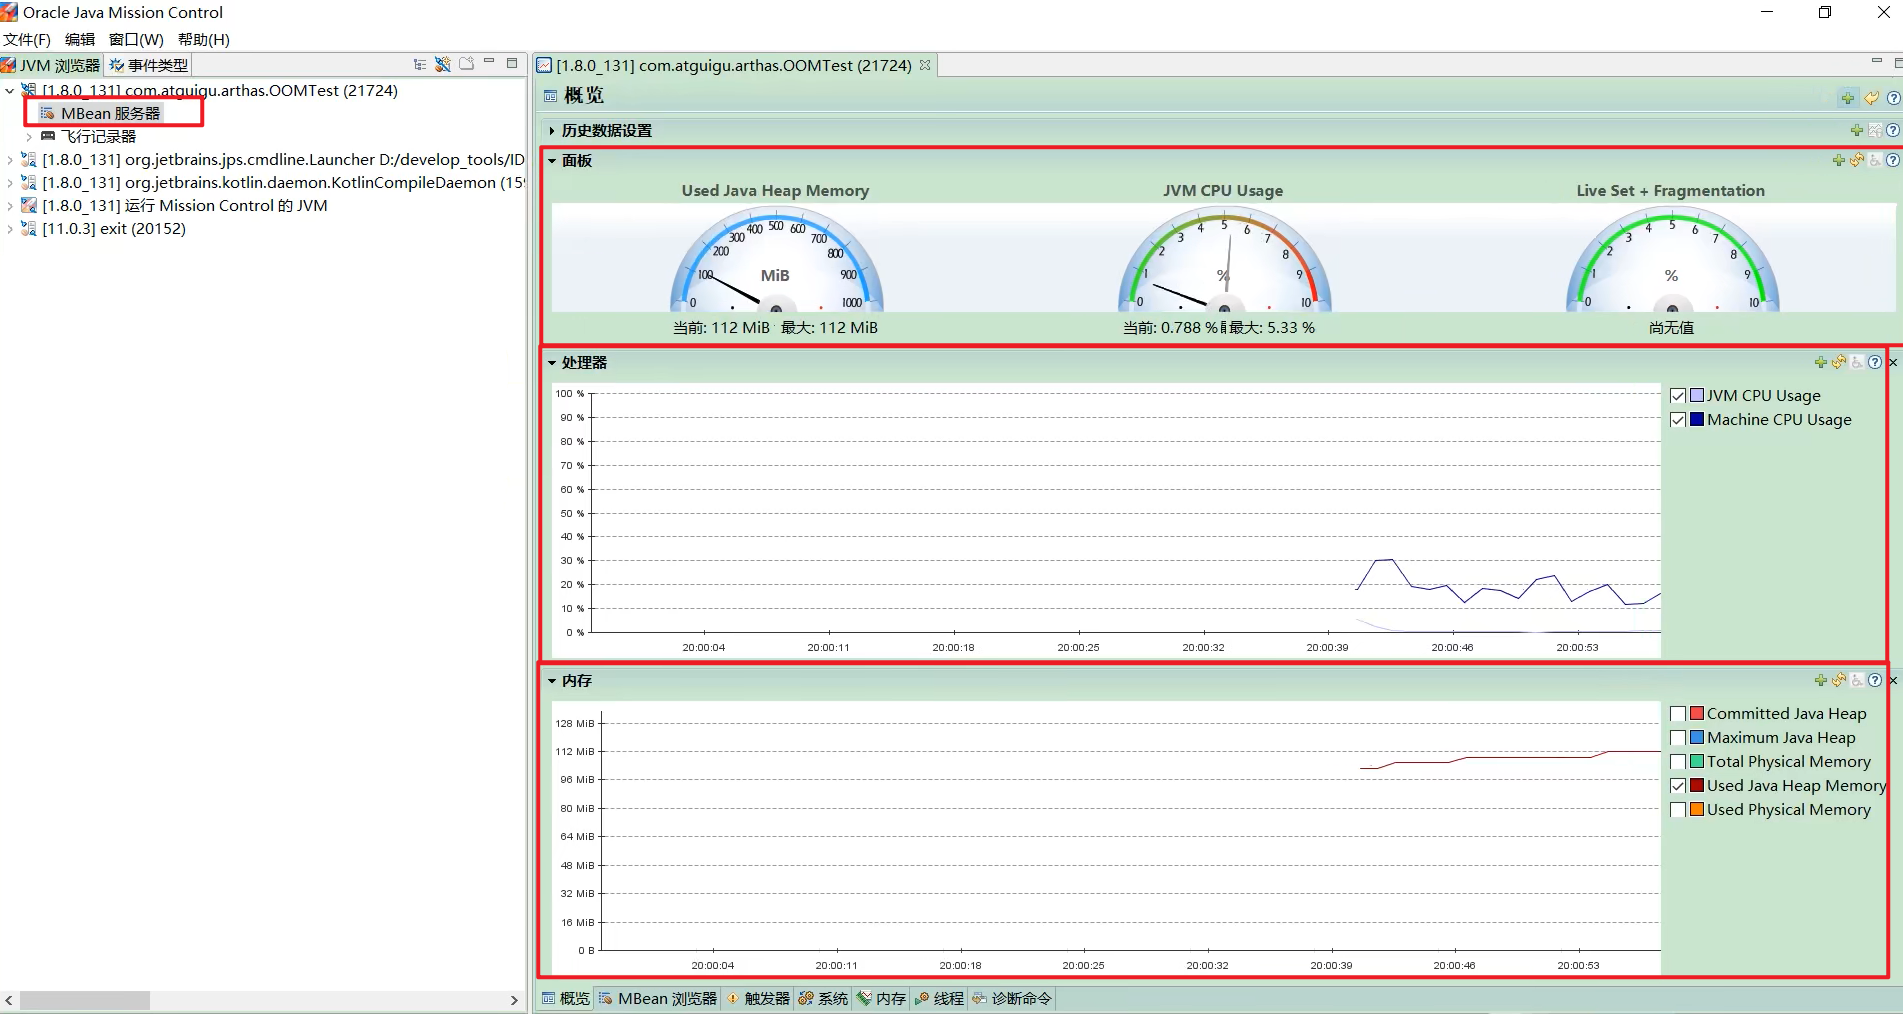 Oracle Java Mission Control
文件(F) 编辑 窗口(W) 帮助(H)
JVM 浏览器 事件类型
[1.8.0_131] com.atguigu.arthas.OOMTest (21724)
MBean 服务器
飞行记录器
[1.8.0_131] org.jetbrains.jps.cmdline.Launcher D:/develop_tools/ID
[1.8.0_131] org.jetbrains.kotlin.daemon.KotlinCompileDaemon (159
[1.8.0_131] 运行 Mission Control 的 JVM
[11.0.3] exit (20152)
[1.8.0_131] com.atguigu.arthas.OOMTest (21724)
概览
历史数据设置
面板
Used Java Heap Memory
0 100 200 300 400 500 600 700 800 900 1000
MiB
当前: 112 MiB 最大: 112 MiB
JVM CPU Usage
0 1 2 3 4 5 6 7 8 9 10
%
当前: 0.788 % 最大: 5.33 %
Live Set + Fragmentation
0 1 2 3 4 5 6 7 8 9 10
%
尚无值
处理器
100 %
90 %
80 %
70 %
60 %
50 %
40 %
30 %
20 %
10 %
0 %
20:00:04 20:00:11 20:00:18 20:00:25 20:00:32 20:00:39 20:00:46 20:00:53
JVM CPU Usage
Machine CPU Usage
内存
128 MiB
112 MiB
96 MiB
80 MiB
64 MiB
48 MiB
32 MiB
16 MiB
0 B
20:00:04 20:00:11 20:00:18 20:00:25 20:00:32 20:00:39 20:00:46 20:00:53
Committed Java Heap
Maximum Java Heap
Total Physical Memory
Used Java Heap Memory
Used Physical Memory
概览 MBean 浏览器 触发器 系统 内存 线程 诊断命令